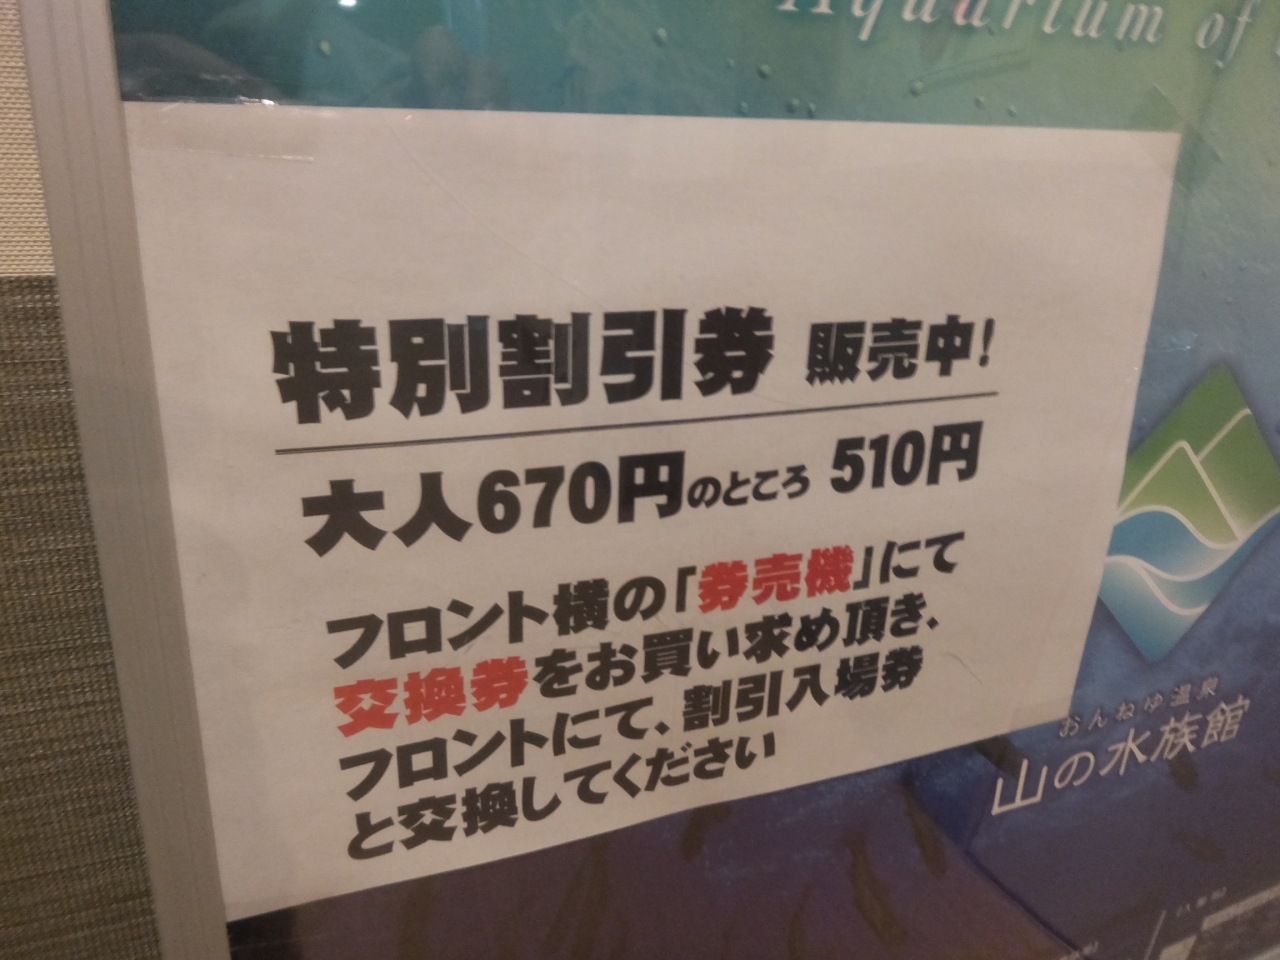 Aquarium of
特別割引券 販売中!
大人670円のところ 510円
フロント横の「券売機」にて
交換券をお買い求め頂き、
フロントにて、割引入場券
と交換してください
おんねゆ温泉
山の水族館